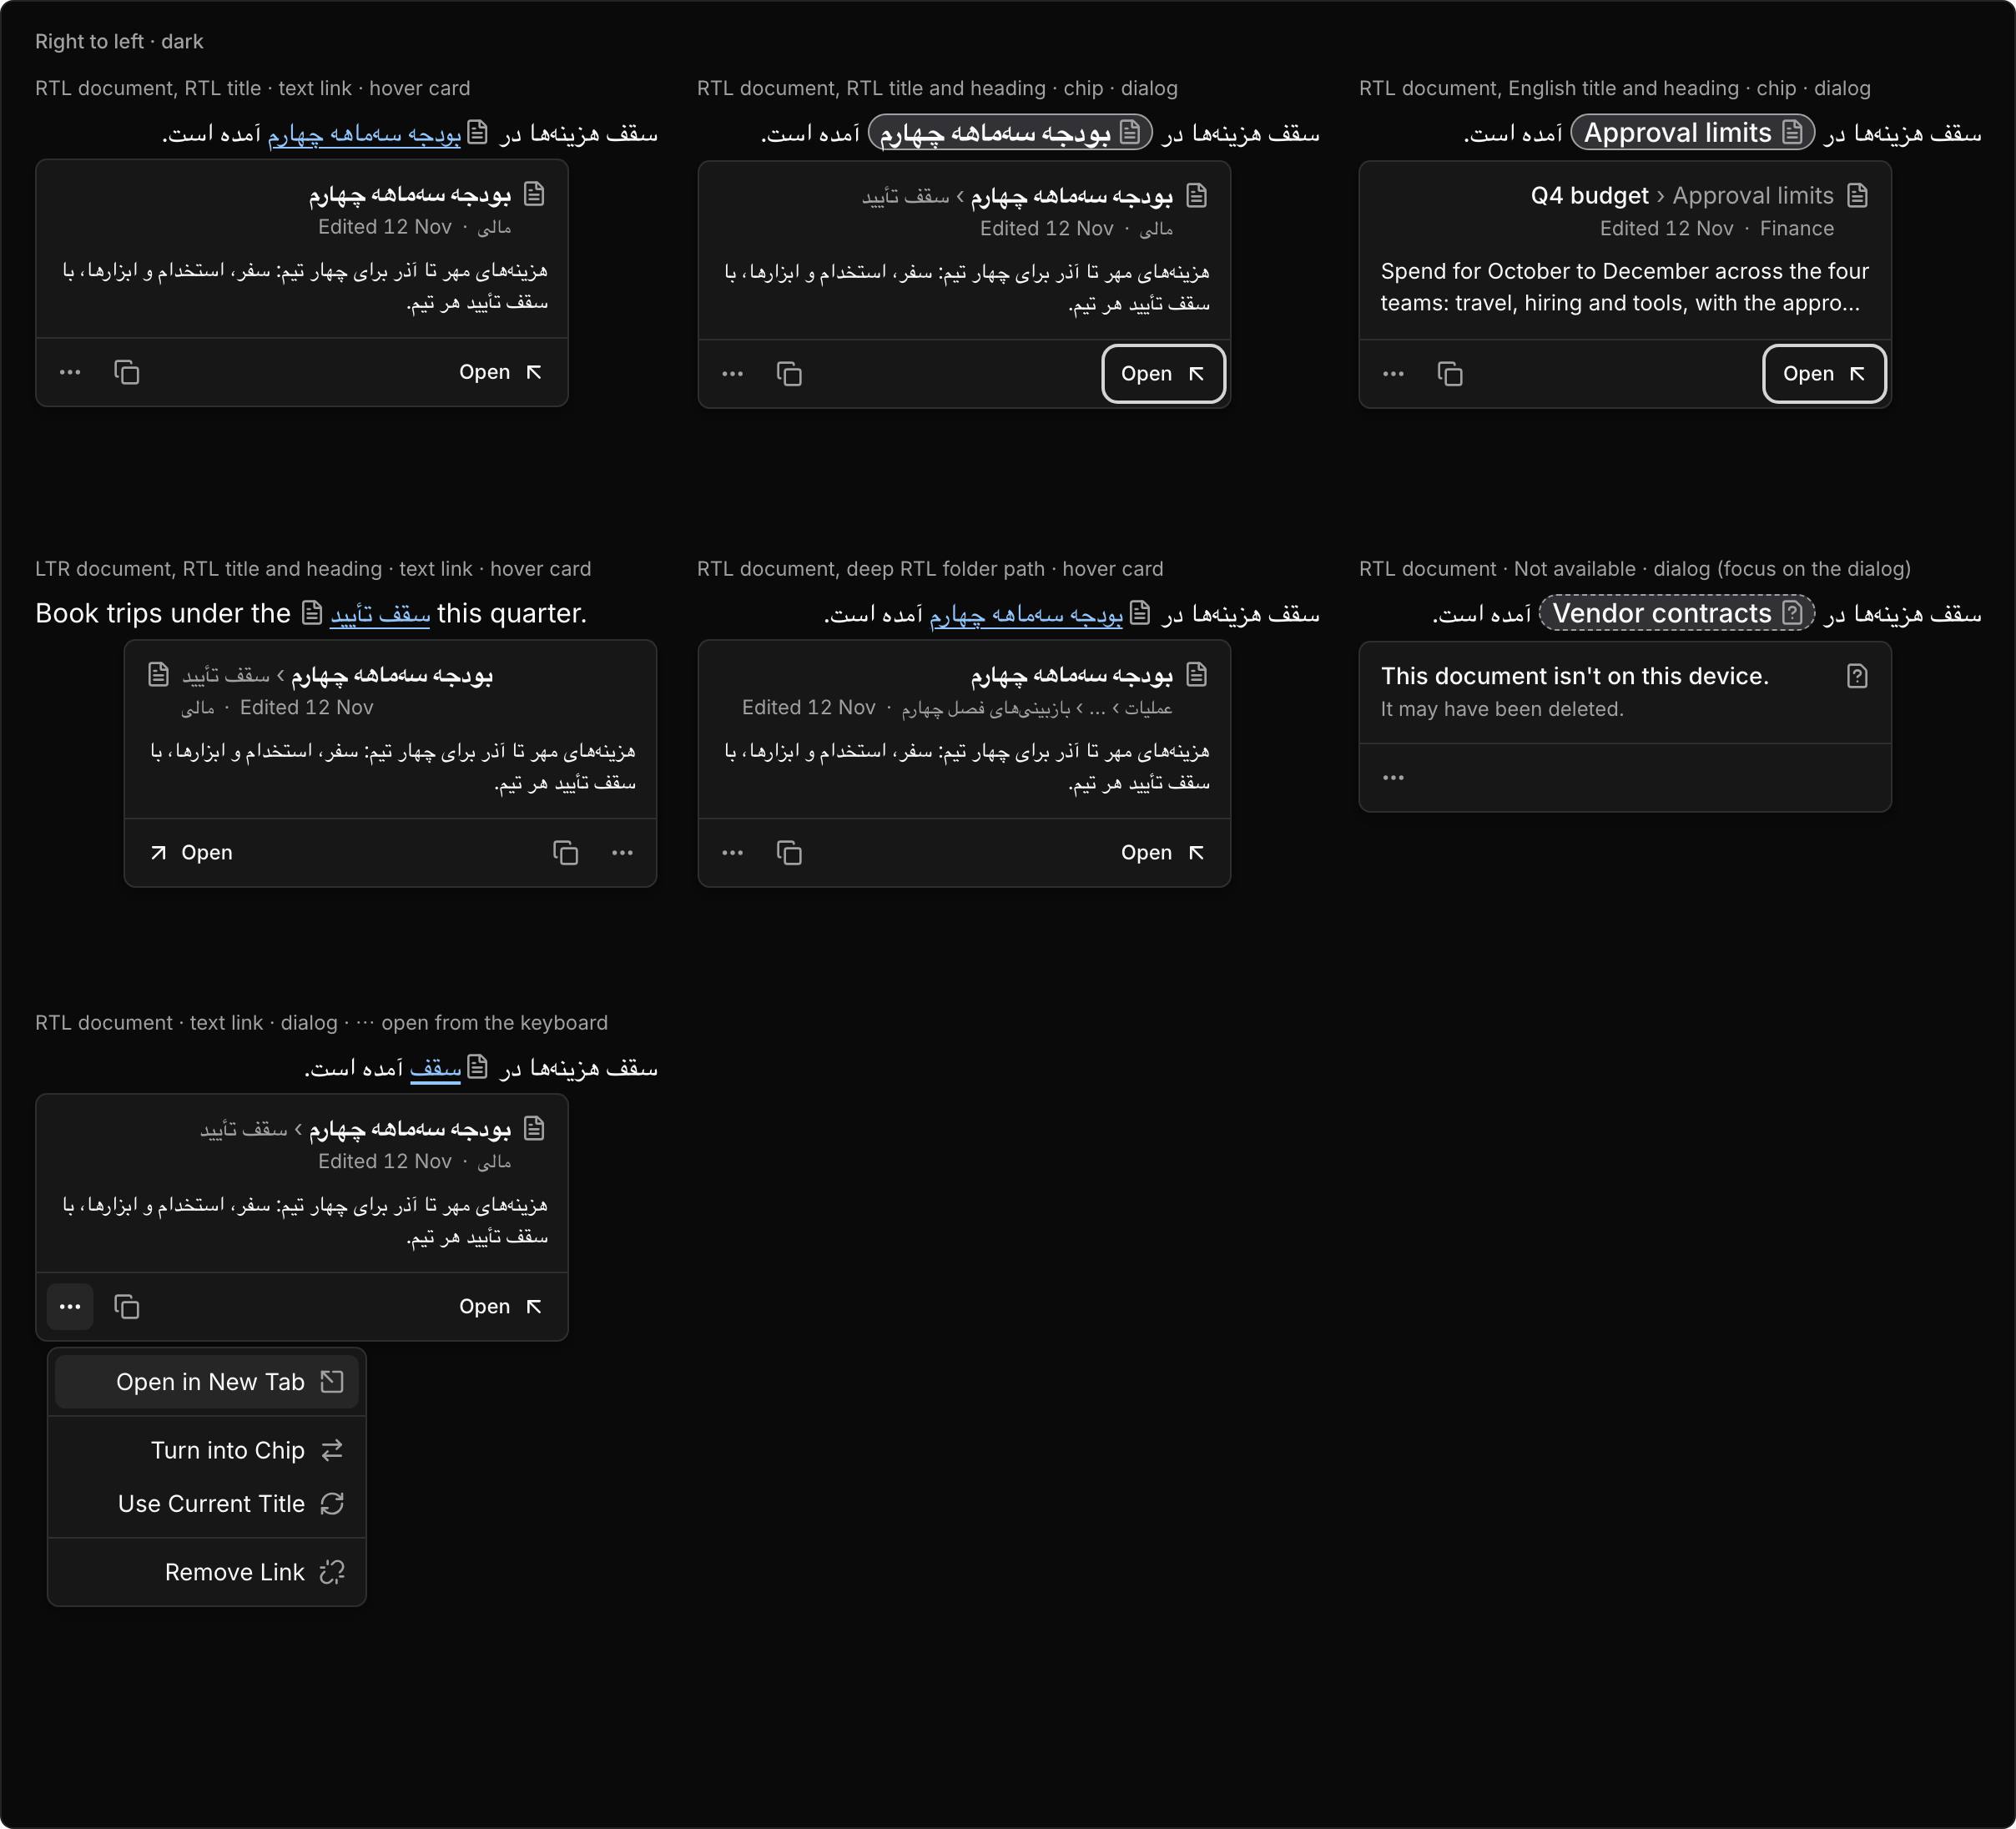 Right to left · dark
RTL document, RTL title · text link · hover card
سقف هزینه‌ها در بودجه سه‌ماهه چهارم آمده است.
بودجه سه‌ماهه چهارم
مالی · Edited 12 Nov
هزینه‌های مهر تا آذر برای چهار تیم: سفر، استخدام و ابزارها، با
سقف تأیید هر تیم.
Open
RTL document, RTL title and heading · chip · dialog
سقف هزینه‌ها در بودجه سه‌ماهه چهارم آمده است.
بودجه سه‌ماهه چهارم › سقف تأیید
مالی · Edited 12 Nov
هزینه‌های مهر تا آذر برای چهار تیم: سفر، استخدام و ابزارها، با
سقف تأیید هر تیم.
Open
RTL document, English title and heading · chip · dialog
سقف هزینه‌ها در Approval limits آمده است.
Q4 budget › Approval limits
Finance · Edited 12 Nov
Spend for October to December across the four
teams: travel, hiring and tools, with the appro...
Open
LTR document, RTL title and heading · text link · hover card
Book trips under the سقف تأیید this quarter.
بودجه سه‌ماهه چهارم › سقف تأیید
مالی · Edited 12 Nov
هزینه‌های مهر تا آذر برای چهار تیم: سفر، استخدام و ابزارها، با
سقف تأیید هر تیم.
Open
RTL document, deep RTL folder path · hover card
سقف هزینه‌ها در بودجه سه‌ماهه چهارم آمده است.
بودجه سه‌ماهه چهارم
عملیات › ... › بازبینی‌های فصل چهارم · Edited 12 Nov
هزینه‌های مهر تا آذر برای چهار تیم: سفر، استخدام و ابزارها، با
سقف تأیید هر تیم.
Open
RTL document · Not available · dialog (focus on the dialog)
سقف هزینه‌ها در Vendor contracts آمده است.
This document isn't on this device.
It may have been deleted.
RTL document · text link · dialog · ··· open from the keyboard
سقف هزینه‌ها در سقف آمده است.
بودجه سه‌ماهه چهارم › سقف تأیید
مالی · Edited 12 Nov
هزینه‌های مهر تا آذر برای چهار تیم: سفر، استخدام و ابزارها، با
سقف تأیید هر تیم.
Open
Open in New Tab
Turn into Chip
Use Current Title
Remove Link